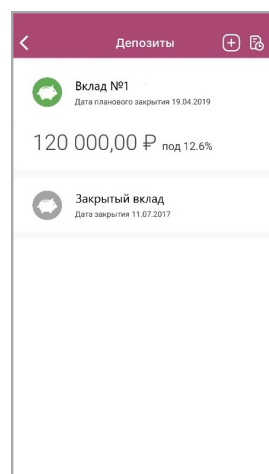 Депозиты
Вклад №1
Дата планового закрытия 19.04.2019
120 000,00 ₽ под 12.6%
Закрытый вклад
Дата закрытия 11.07.2017